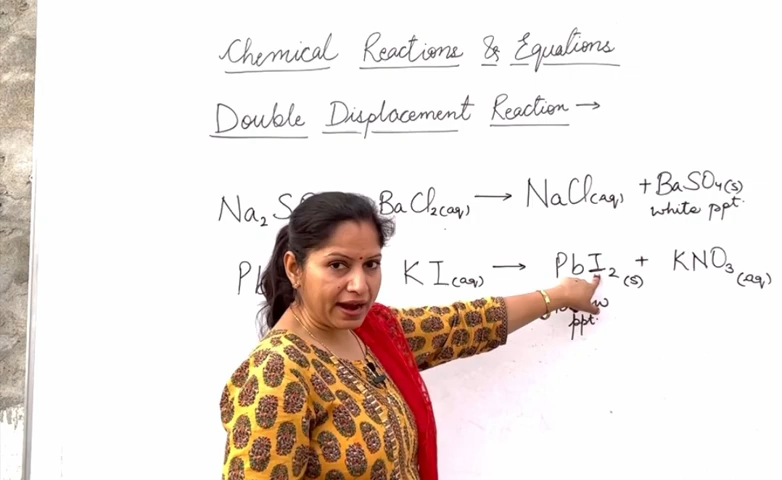 Chemical Reactions & Equations
Double Displacement Reaction →
Na₂S BaCl₂(aq) → NaCl(aq) + BaSO₄(s)
white ppt.
Pb KI(aq) → PbI₂(s) + KNO₃(aq)
ppt.